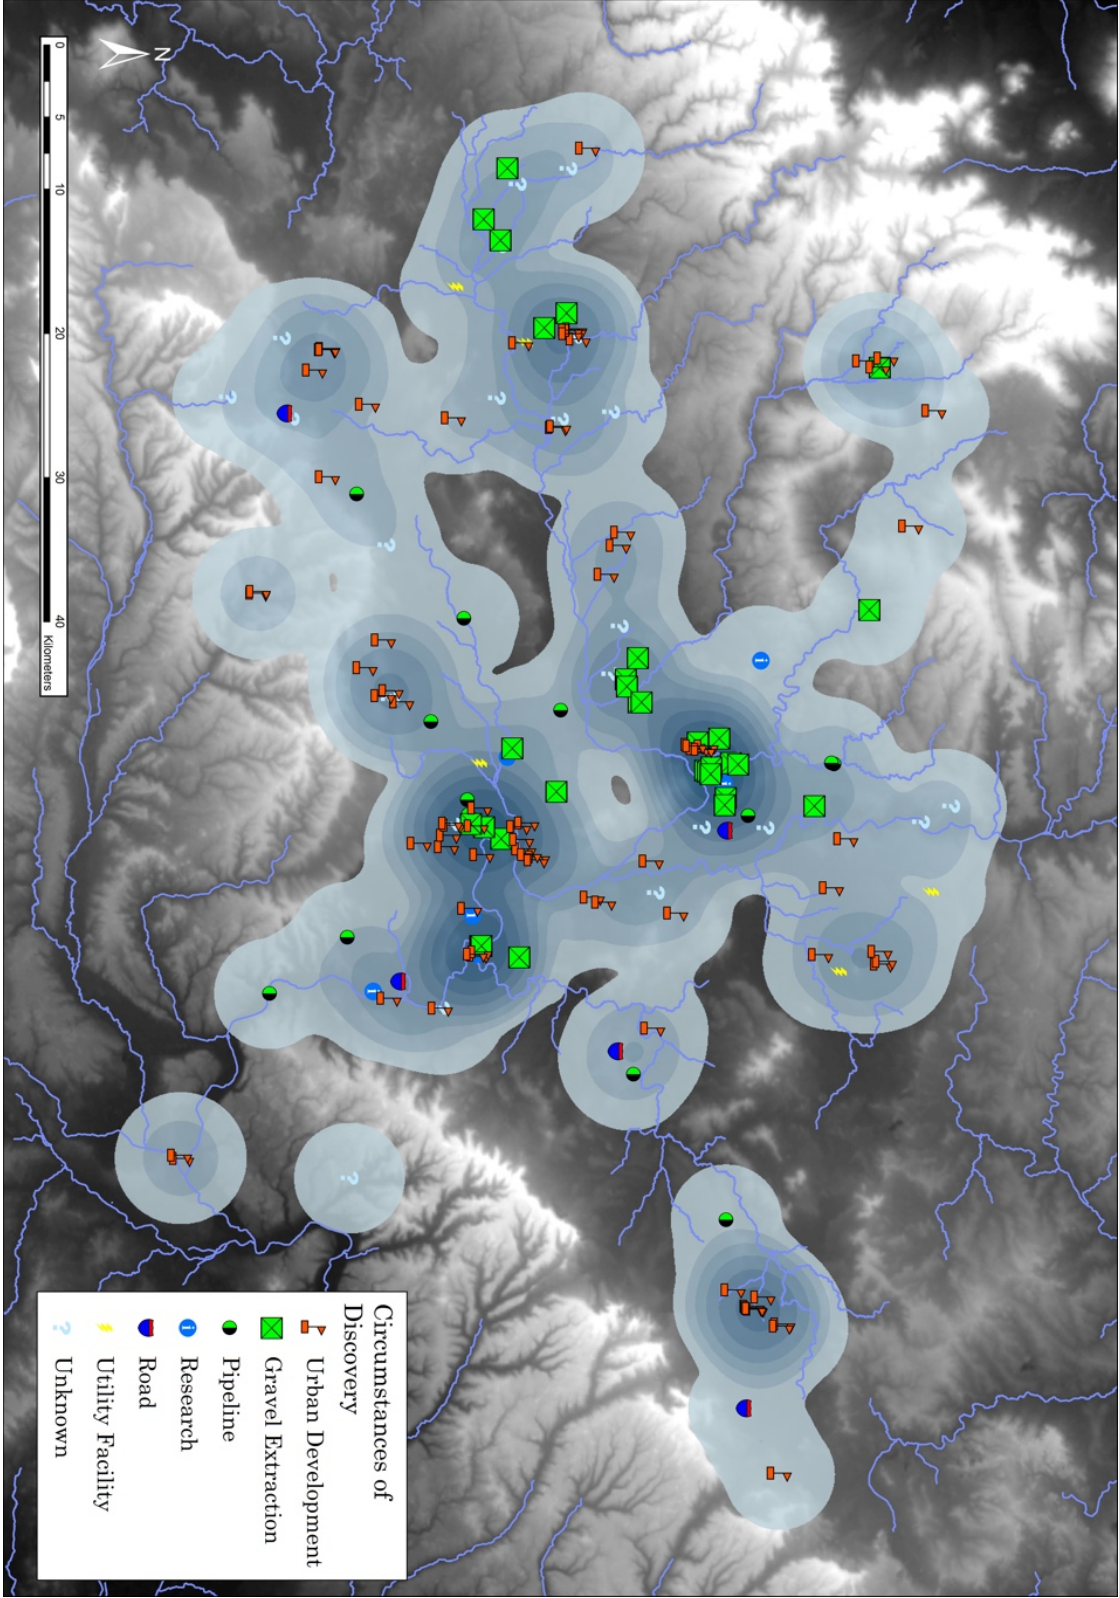 Circumstances of
Discovery
Urban Development
Gravel Extraction
Pipeline
Research
Road
Utility Facility
? Unknown
N
0 5 10 20 30 40
Kilometers